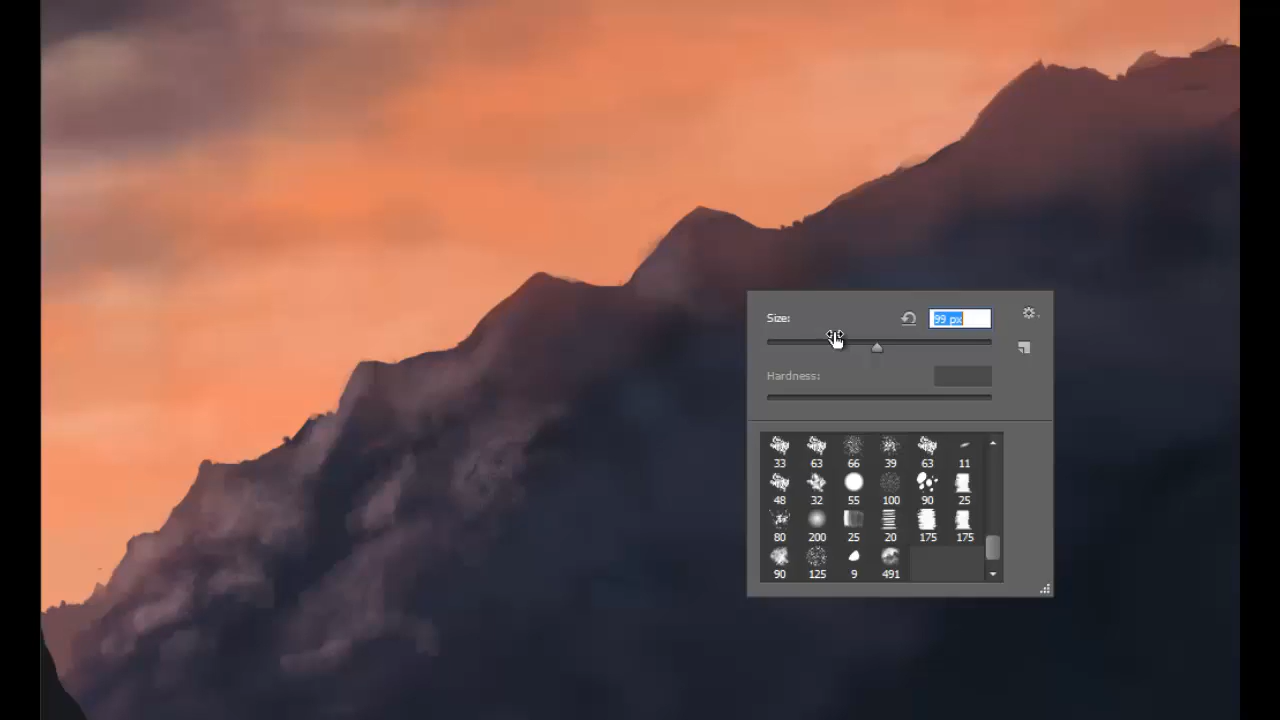 Size:
99 px
Hardness:
33 63 66 39 63 11
48 32 55 100 90 25
80 200 25 20 175 175
90 125 9 491